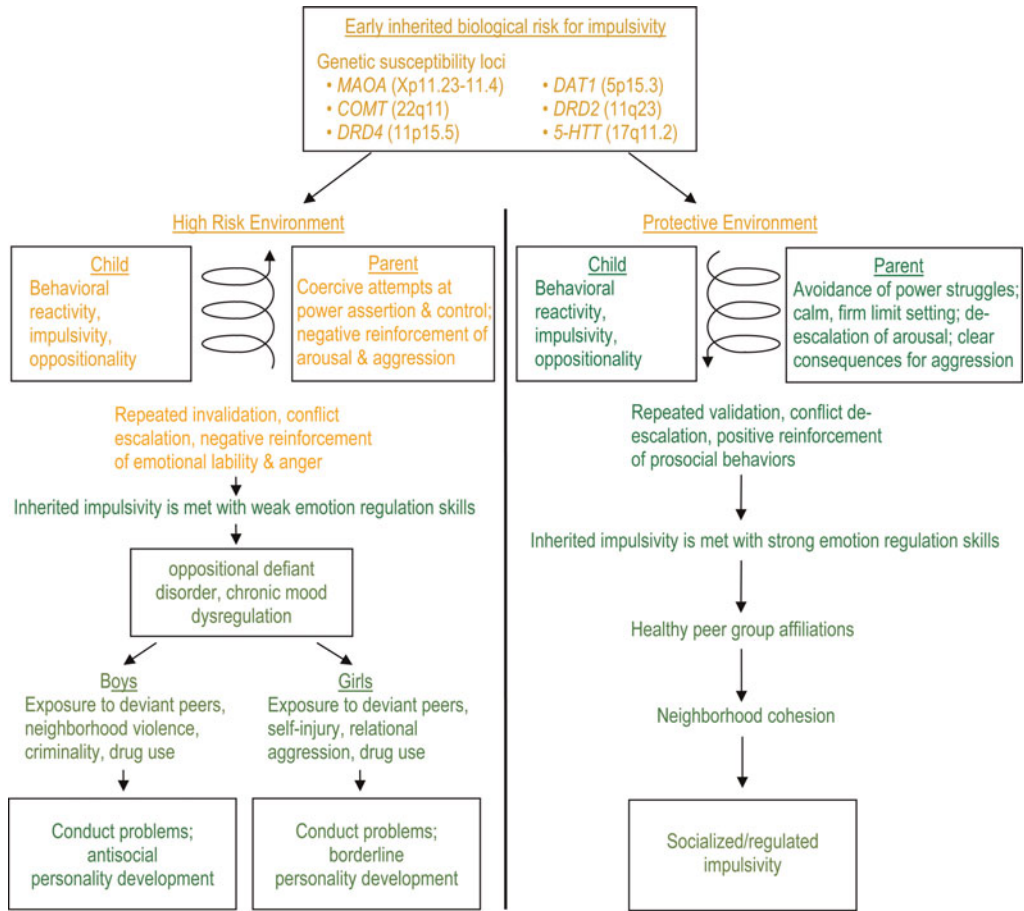 Early inherited biological risk for impulsivity
Genetic susceptibility loci
• MAOA (Xp11.23-11.4)
• COMT (22q11)
• DRD4 (11p15.5)
• DAT1 (5p15.3)
• DRD2 (11q23)
• 5-HTT (17q11.2)
High Risk Environment
Child
Behavioral
reactivity,
impulsivity,
oppositionality
Parent
Coercive attempts at
power assertion & control;
negative reinforcement of
arousal & aggression
Repeated invalidation, conflict
escalation, negative reinforcement
of emotional lability & anger
Inherited impulsivity is met with weak emotion regulation skills
oppositional defiant
disorder, chronic mood
dysregulation
Boys
Exposure to deviant peers,
neighborhood violence,
criminality, drug use
Conduct problems;
antisocial
personality development
Girls
Exposure to deviant peers,
self-injury, relational
aggression, drug use
Conduct problems;
borderline
personality development
Protective Environment
Child
Behavioral
reactivity,
impulsivity,
oppositionality
Parent
Avoidance of power struggles;
calm, firm limit setting; de-
escalation of arousal; clear
consequences for aggression
Repeated validation, conflict de-
escalation, positive reinforcement
of prosocial behaviors
Inherited impulsivity is met with strong emotion regulation skills
Healthy peer group affiliations
Neighborhood cohesion
Socialized/regulated
impulsivity